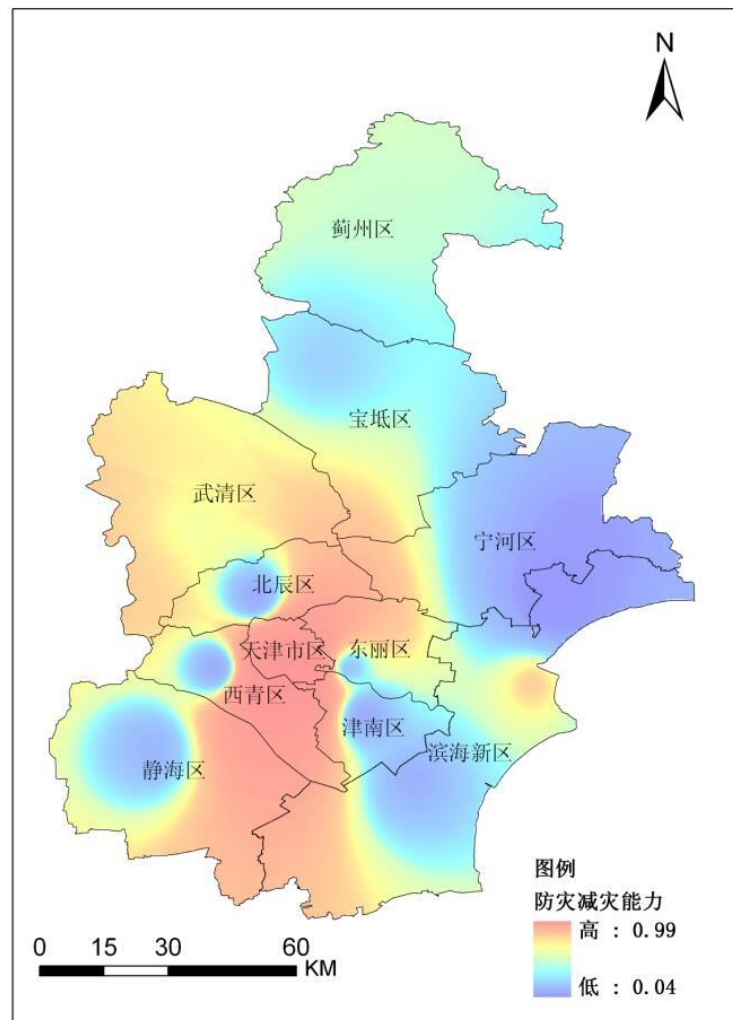 N
蓟州区
宝坻区
武清区
宁河区
北辰区
天津市区
东丽区
西青区
津南区
滨海新区
静海区
图例
防灾减灾能力
高 : 0.99
低 : 0.04
0 15 30 60
KM